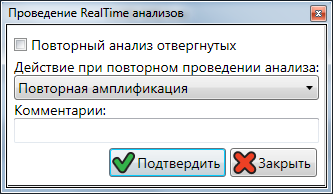 Проведение RealTime анализов
Повторный анализ отвергнутых
Действие при повторном проведении анализа:
Повторная амплификация
Комментарии:
Подтвердить Закрыть